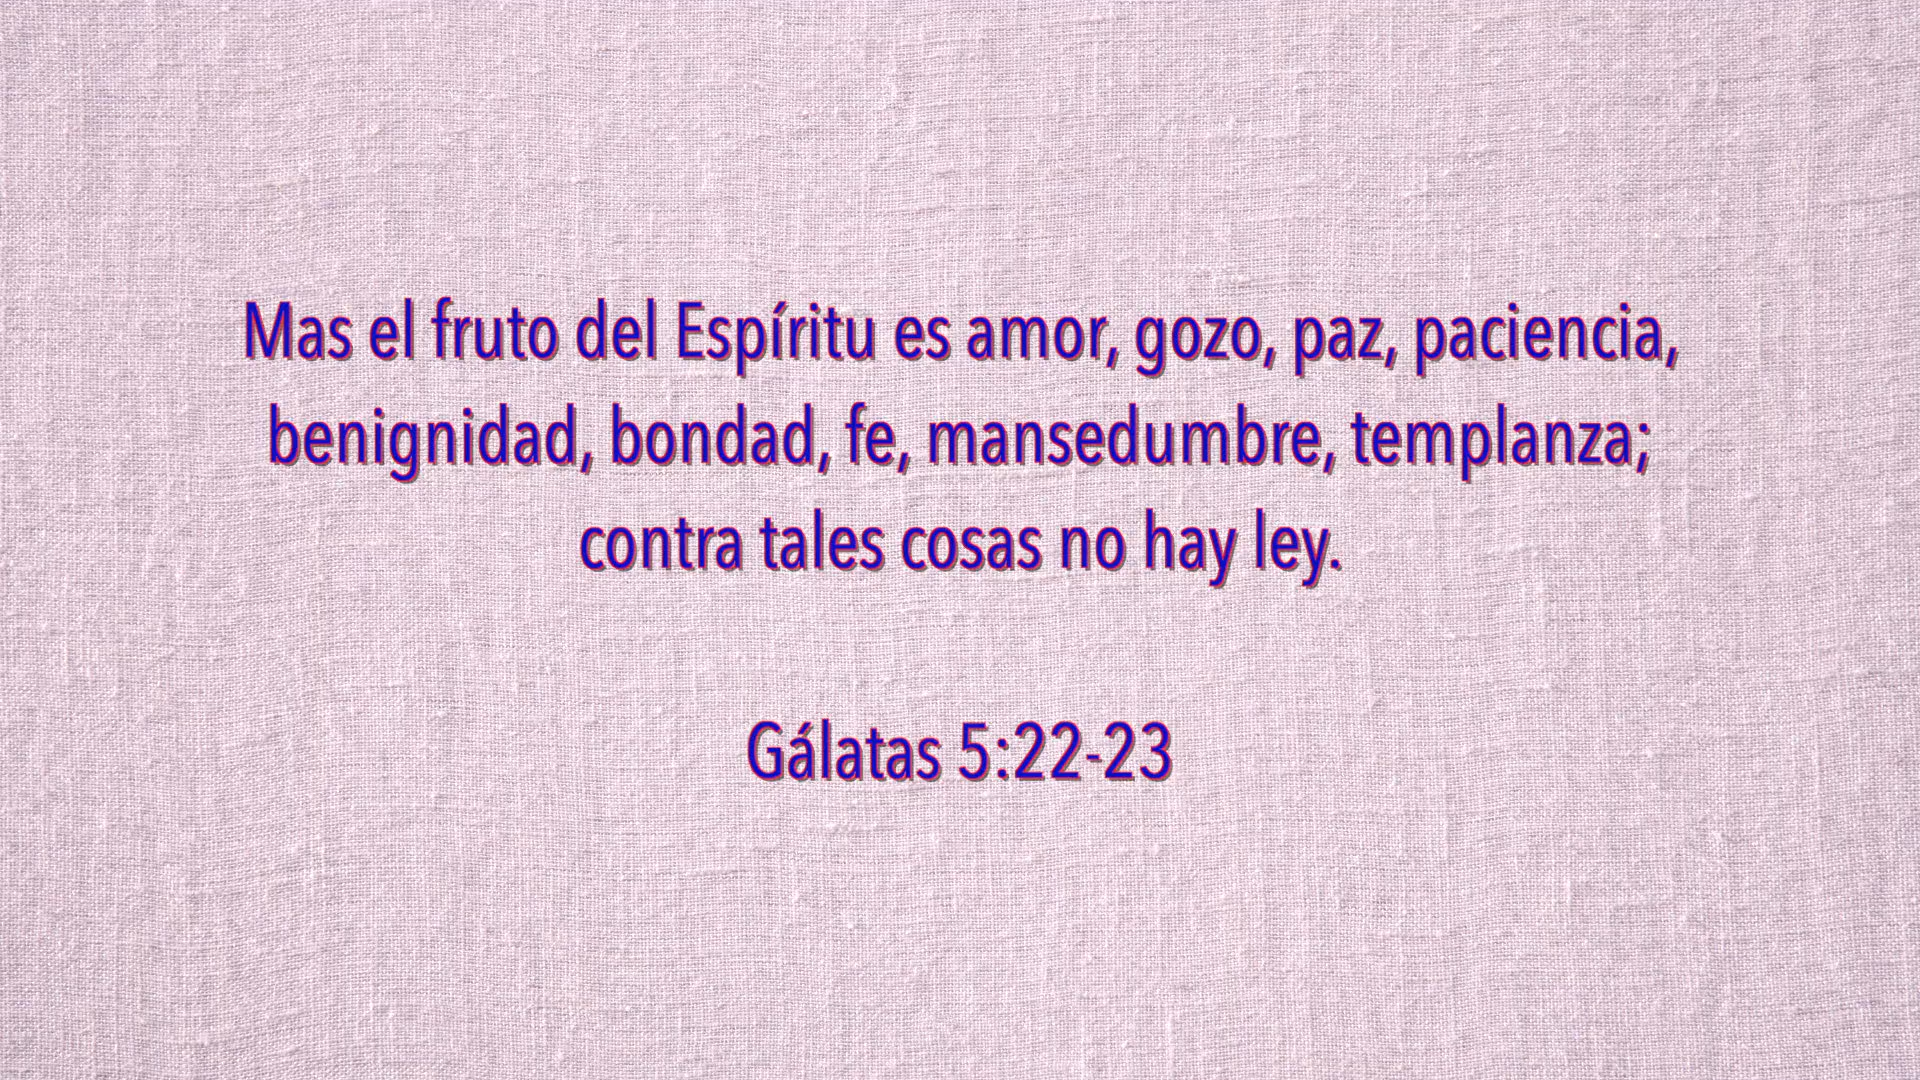 Mas el fruto del Espíritu es amor, gozo, paz, paciencia,
benignidad, bondad, fe, mansedumbre, templanza;
contra tales cosas no hay ley.
Gálatas 5:22-23